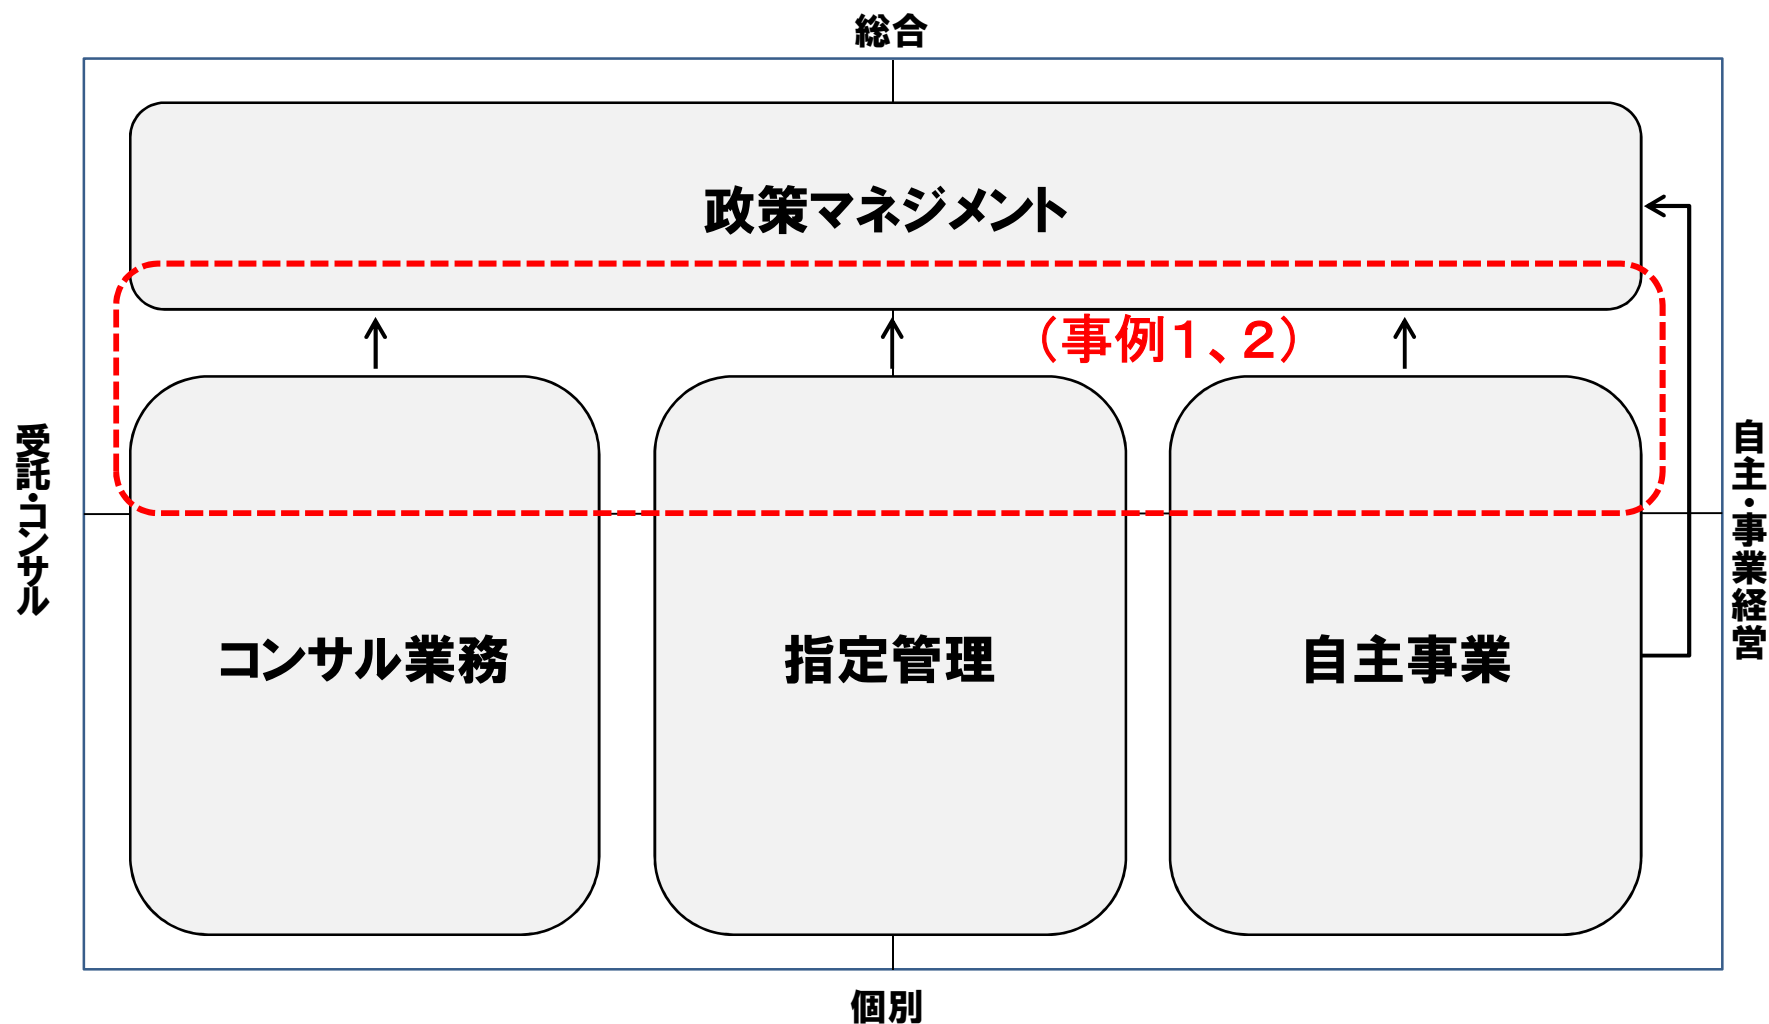 総合
政策マネジメント
（事例１、２）
受託・コンサル
自主・事業経営
コンサル業務
指定管理
自主事業
個別